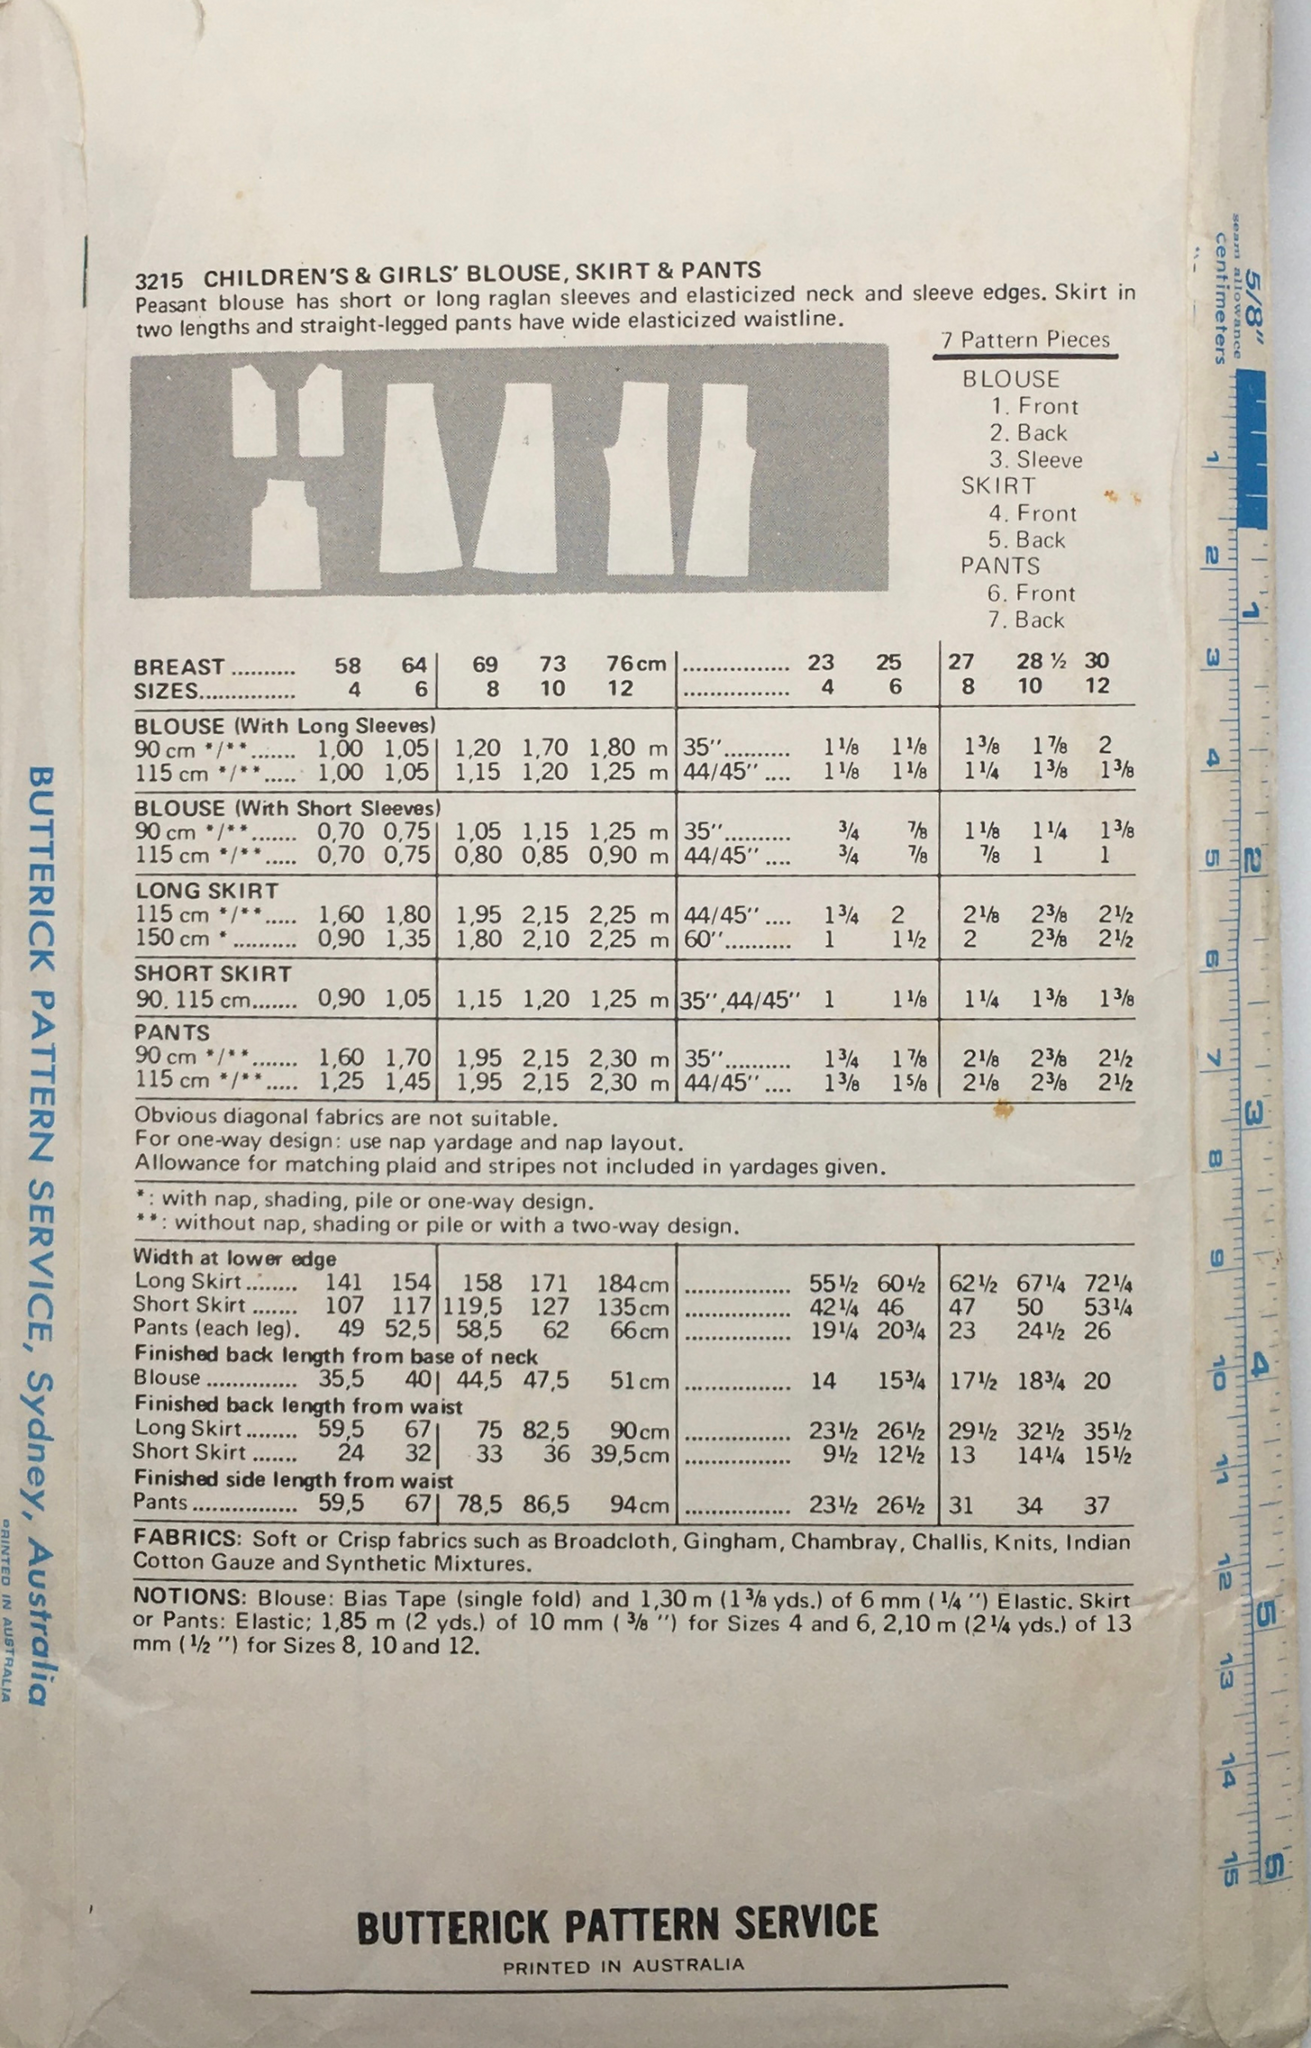 3215 CHILDREN'S & GIRLS' BLOUSE, SKIRT & PANTS
Peasant blouse has short or long raglan sleeves and elasticized neck and sleeve edges. Skirt in
two lengths and straight-legged pants have wide elasticized waistline.
7 Pattern Pieces
BLOUSE
1. Front
2. Back
3. Sleeve
SKIRT
4. Front
5. Back
PANTS
6. Front
7. Back
4
BREAST .......... 58 64 69 73 76cm ................ 23 25 27 28 ½ 30
SIZES............... 4 6 8 10 12 ................ 4 6 8 10 12
BLOUSE (With Long Sleeves)
90 cm */**....... 1,00 1,05 1,20 1,70 1,80 m 35''.......... 1⅛ 1⅛ 1⅜ 1⅞ 2
115 cm */**..... 1,00 1,05 1,15 1,20 1,25 m 44/45'' .... 1⅛ 1⅛ 1¼ 1⅜ 1⅜
BLOUSE (With Short Sleeves)
90 cm */**....... 0,70 0,75 1,05 1,15 1,25 m 35''.......... ¾ ⅞ 1⅛ 1¼ 1⅜
115 cm */**..... 0,70 0,75 0,80 0,85 0,90 m 44/45'' .... ¾ ⅞ ⅞ 1 1
LONG SKIRT
115 cm */**..... 1,60 1,80 1,95 2,15 2,25 m 44/45'' .... 1¾ 2 2⅛ 2⅜ 2½
150 cm * .......... 0,90 1,35 1,80 2,10 2,25 m 60''.......... 1 1½ 2 2⅜ 2½
SHORT SKIRT
90. 115 cm....... 0,90 1,05 1,15 1,20 1,25 m 35'',44/45'' 1 1⅛ 1¼ 1⅜ 1⅜
PANTS
90 cm */**....... 1,60 1,70 1,95 2,15 2,30 m 35''.......... 1¾ 1⅞ 2⅛ 2⅜ 2½
115 cm */**..... 1,25 1,45 1,95 2,15 2,30 m 44/45'' .... 1⅜ 1⅝ 2⅛ 2⅜ 2½
Obvious diagonal fabrics are not suitable.
For one-way design: use nap yardage and nap layout.
Allowance for matching plaid and stripes not included in yardages given.
*: with nap, shading, pile or one-way design.
**: without nap, shading or pile or with a two-way design.
Width at lower edge
Long Skirt ........ 141 154 158 171 184cm ................ 55½ 60½ 62½ 67¼ 72¼
Short Skirt ....... 107 117 119,5 127 135cm ................ 42¼ 46 47 50 53¼
Pants (each leg). 49 52,5 58,5 62 66cm ................ 19¼ 20¾ 23 24½ 26
Finished back length from base of neck
Blouse .............. 35,5 40 44,5 47,5 51cm ................ 14 15¾ 17½ 18¾ 20
Finished back length from waist
Long Skirt ........ 59,5 67 75 82,5 90cm ................ 23½ 26½ 29½ 32½ 35½
Short Skirt ....... 24 32 33 36 39,5cm ................ 9½ 12½ 13 14¼ 15½
Finished side length from waist
Pants ................ 59,5 67 78,5 86,5 94cm ................ 23½ 26½ 31 34 37
FABRICS: Soft or Crisp fabrics such as Broadcloth, Gingham, Chambray, Challis, Knits, Indian
Cotton Gauze and Synthetic Mixtures.
NOTIONS: Blouse: Bias Tape (single fold) and 1,30 m (1⅜ yds.) of 6 mm (¼ '') Elastic. Skirt
or Pants: Elastic; 1,85 m (2 yds.) of 10 mm ( ⅜ '') for Sizes 4 and 6, 2,10 m (2¼ yds.) of 13
mm (½ '') for Sizes 8, 10 and 12.
BUTTERICK PATTERN SERVICE
PRINTED IN AUSTRALIA
BUTTERICK PATTERN SERVICE, Sydney, Australia
PRINTED IN AUSTRALIA
5/8''
seam allowance
centimeters
1 2 3 4 5 6 7 8 9 10 11 12 13 14 15
1 2 3 4 5 6